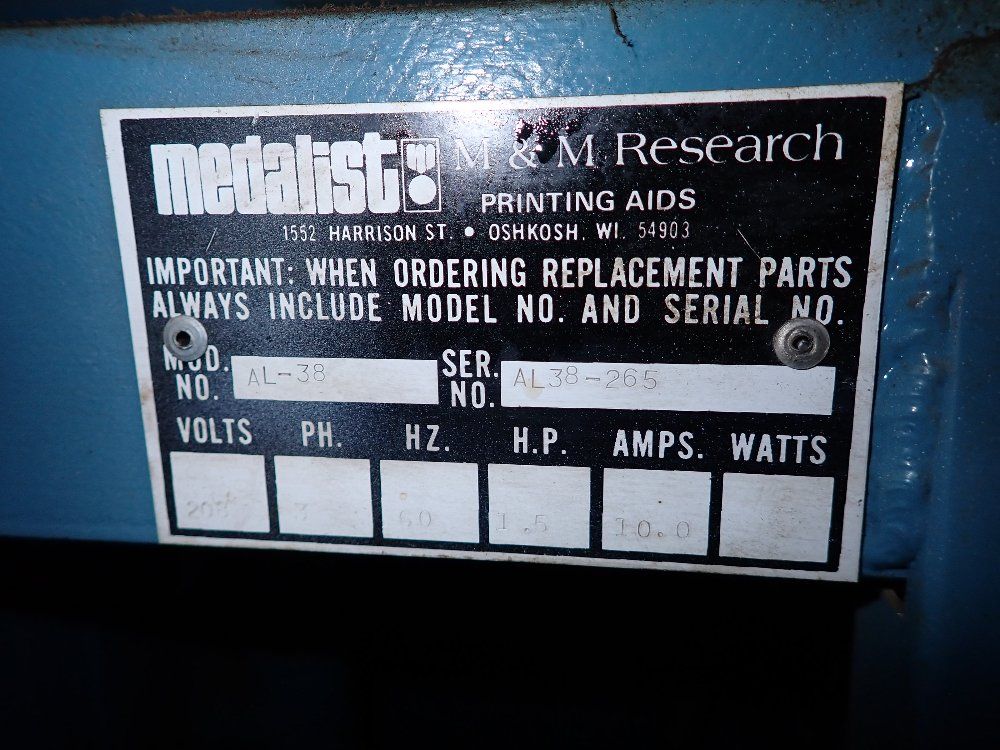 medalist M & M Research
PRINTING AIDS
1552 HARRISON ST. • OSHKOSH, WI. 54903
IMPORTANT: WHEN ORDERING REPLACEMENT PARTS
ALWAYS INCLUDE MODEL NO. AND SERIAL NO.
MOD. NO. AL-38 SER. NO. AL38-265
VOLTS PH. HZ. H.P. AMPS. WATTS
3 60 1.5 10.0